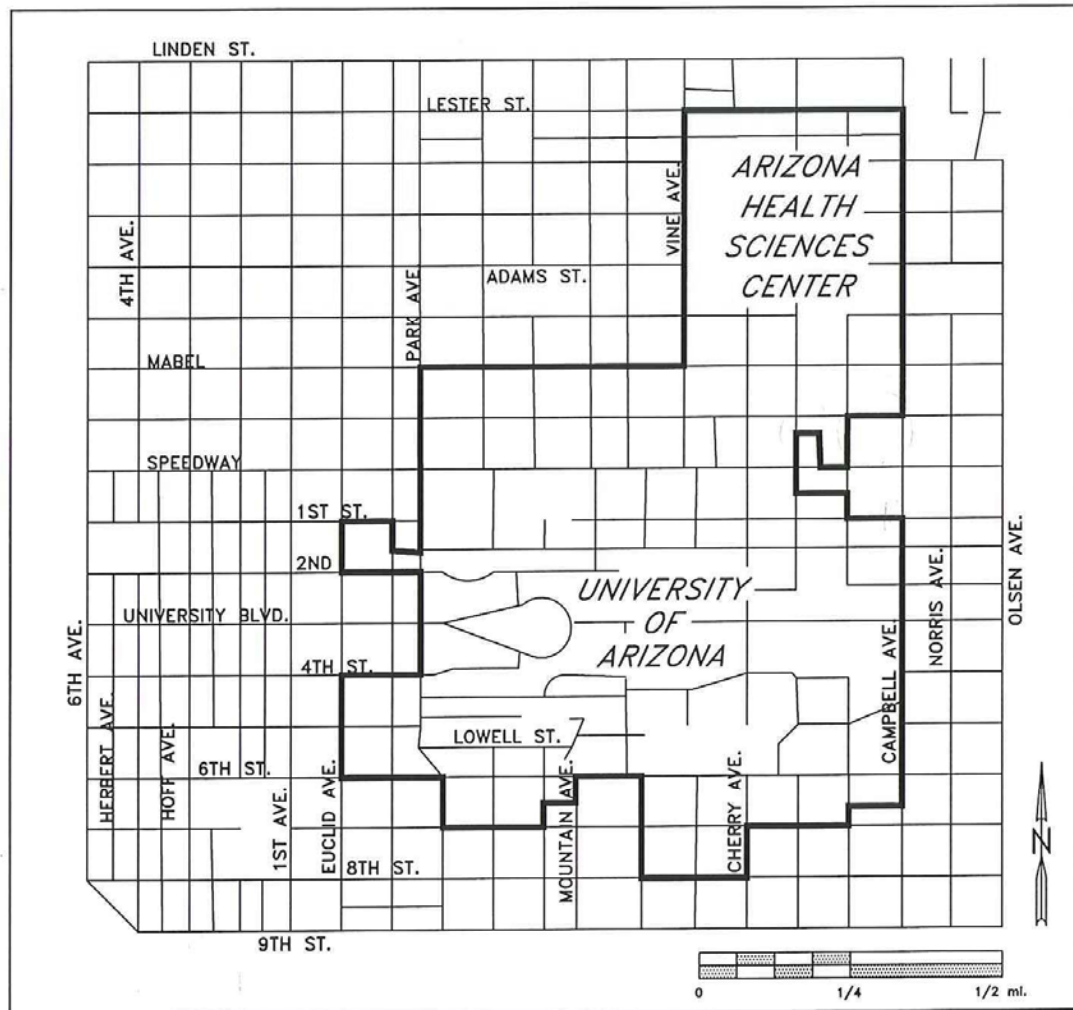 LINDEN ST.
LESTER ST.
ARIZONA
HEALTH
SCIENCES
CENTER
VINE AVE.
4TH AVE.
ADAMS ST.
PARK AVE
MABEL
SPEEDWAY
1ST ST.
2ND
UNIVERSITY BLVD.
UNIVERSITY
OF
ARIZONA
OLSEN AVE.
NORRIS AVE.
4TH ST.
6TH AVE.
CAMPBELL AVE.
HERBERT AVE.
HOFF AVE.
LOWELL ST.
6TH ST.
1ST AVE.
EUCLID AVE.
MOUNTAIN AVE.
CHERRY AVE.
8TH ST.
N
9TH ST.
0 1/4 1/2 mi.